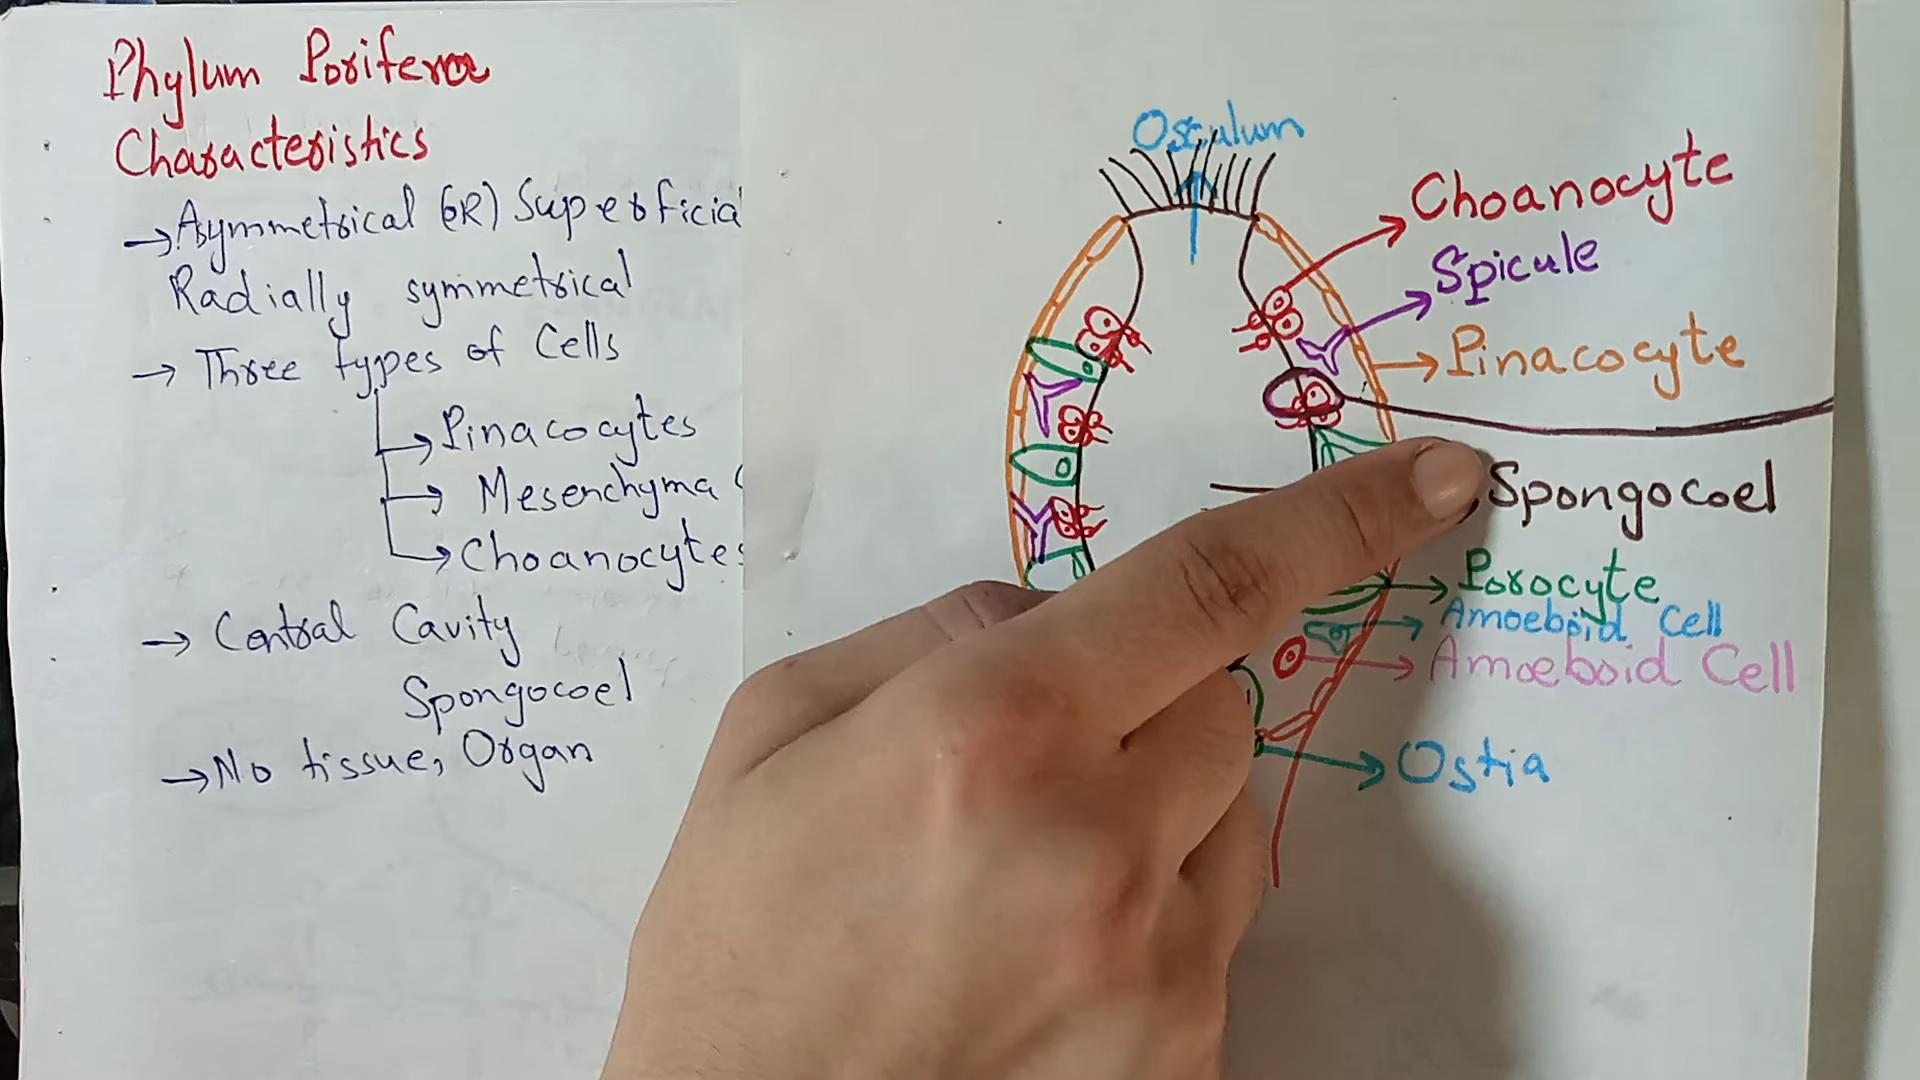 Phylum Porifera
Characteristics
→ Asymmetrical (OR) Superficia
Radially symmetrical
→ Three types of Cells
→ Pinacocytes
→ Mesenchyma
→ Choanocytes
→ Central Cavity
Spongocoel
→ No tissue, Organ
Osculum
Choanocyte
Spicule
Pinacocyte
Spongocoel
Porocyte
Amoeboid Cell
Amoeboid Cell
Ostia